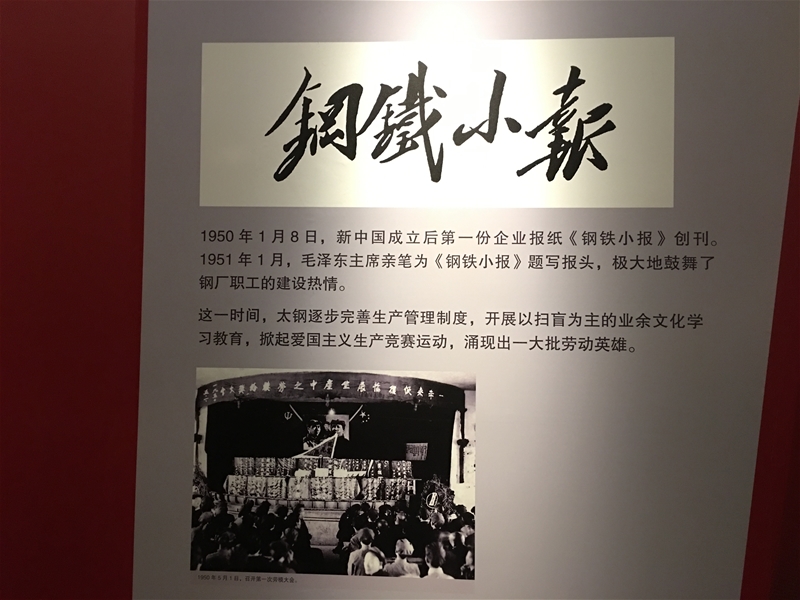 鋼鐵小報
1950 年 1 月 8 日，新中国成立后第一份企业报纸《钢铁小报》创刊。
1951 年 1 月，毛泽东主席亲笔为《钢铁小报》题写报头，极大地鼓舞了
钢厂职工的建设热情。
这一时间，太钢逐步完善生产管理制度，开展以扫盲为主的业余文化学
习教育，掀起爱国主义生产竞赛运动，涌现出一大批劳动英雄。